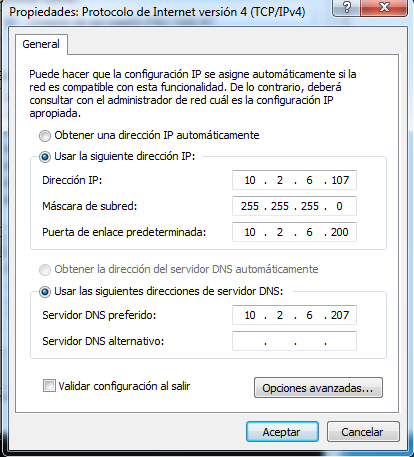 Propiedades: Protocolo de Internet versión 4 (TCP/IPv4)
General
Puede hacer que la configuración IP se asigne automáticamente si la
red es compatible con esta funcionalidad. De lo contrario, deberá
consultar con el administrador de red cuál es la configuración IP
apropiada.
Obtener una dirección IP automáticamente
Usar la siguiente dirección IP:
Dirección IP: 10 . 2 . 6 . 107
Máscara de subred: 255 . 255 . 255 . 0
Puerta de enlace predeterminada: 10 . 2 . 6 . 200
Obtener la dirección del servidor DNS automáticamente
Usar las siguientes direcciones de servidor DNS:
Servidor DNS preferido: 10 . 2 . 6 . 207
Servidor DNS alternativo: . . .
Validar configuración al salir
Opciones avanzadas...
Aceptar Cancelar